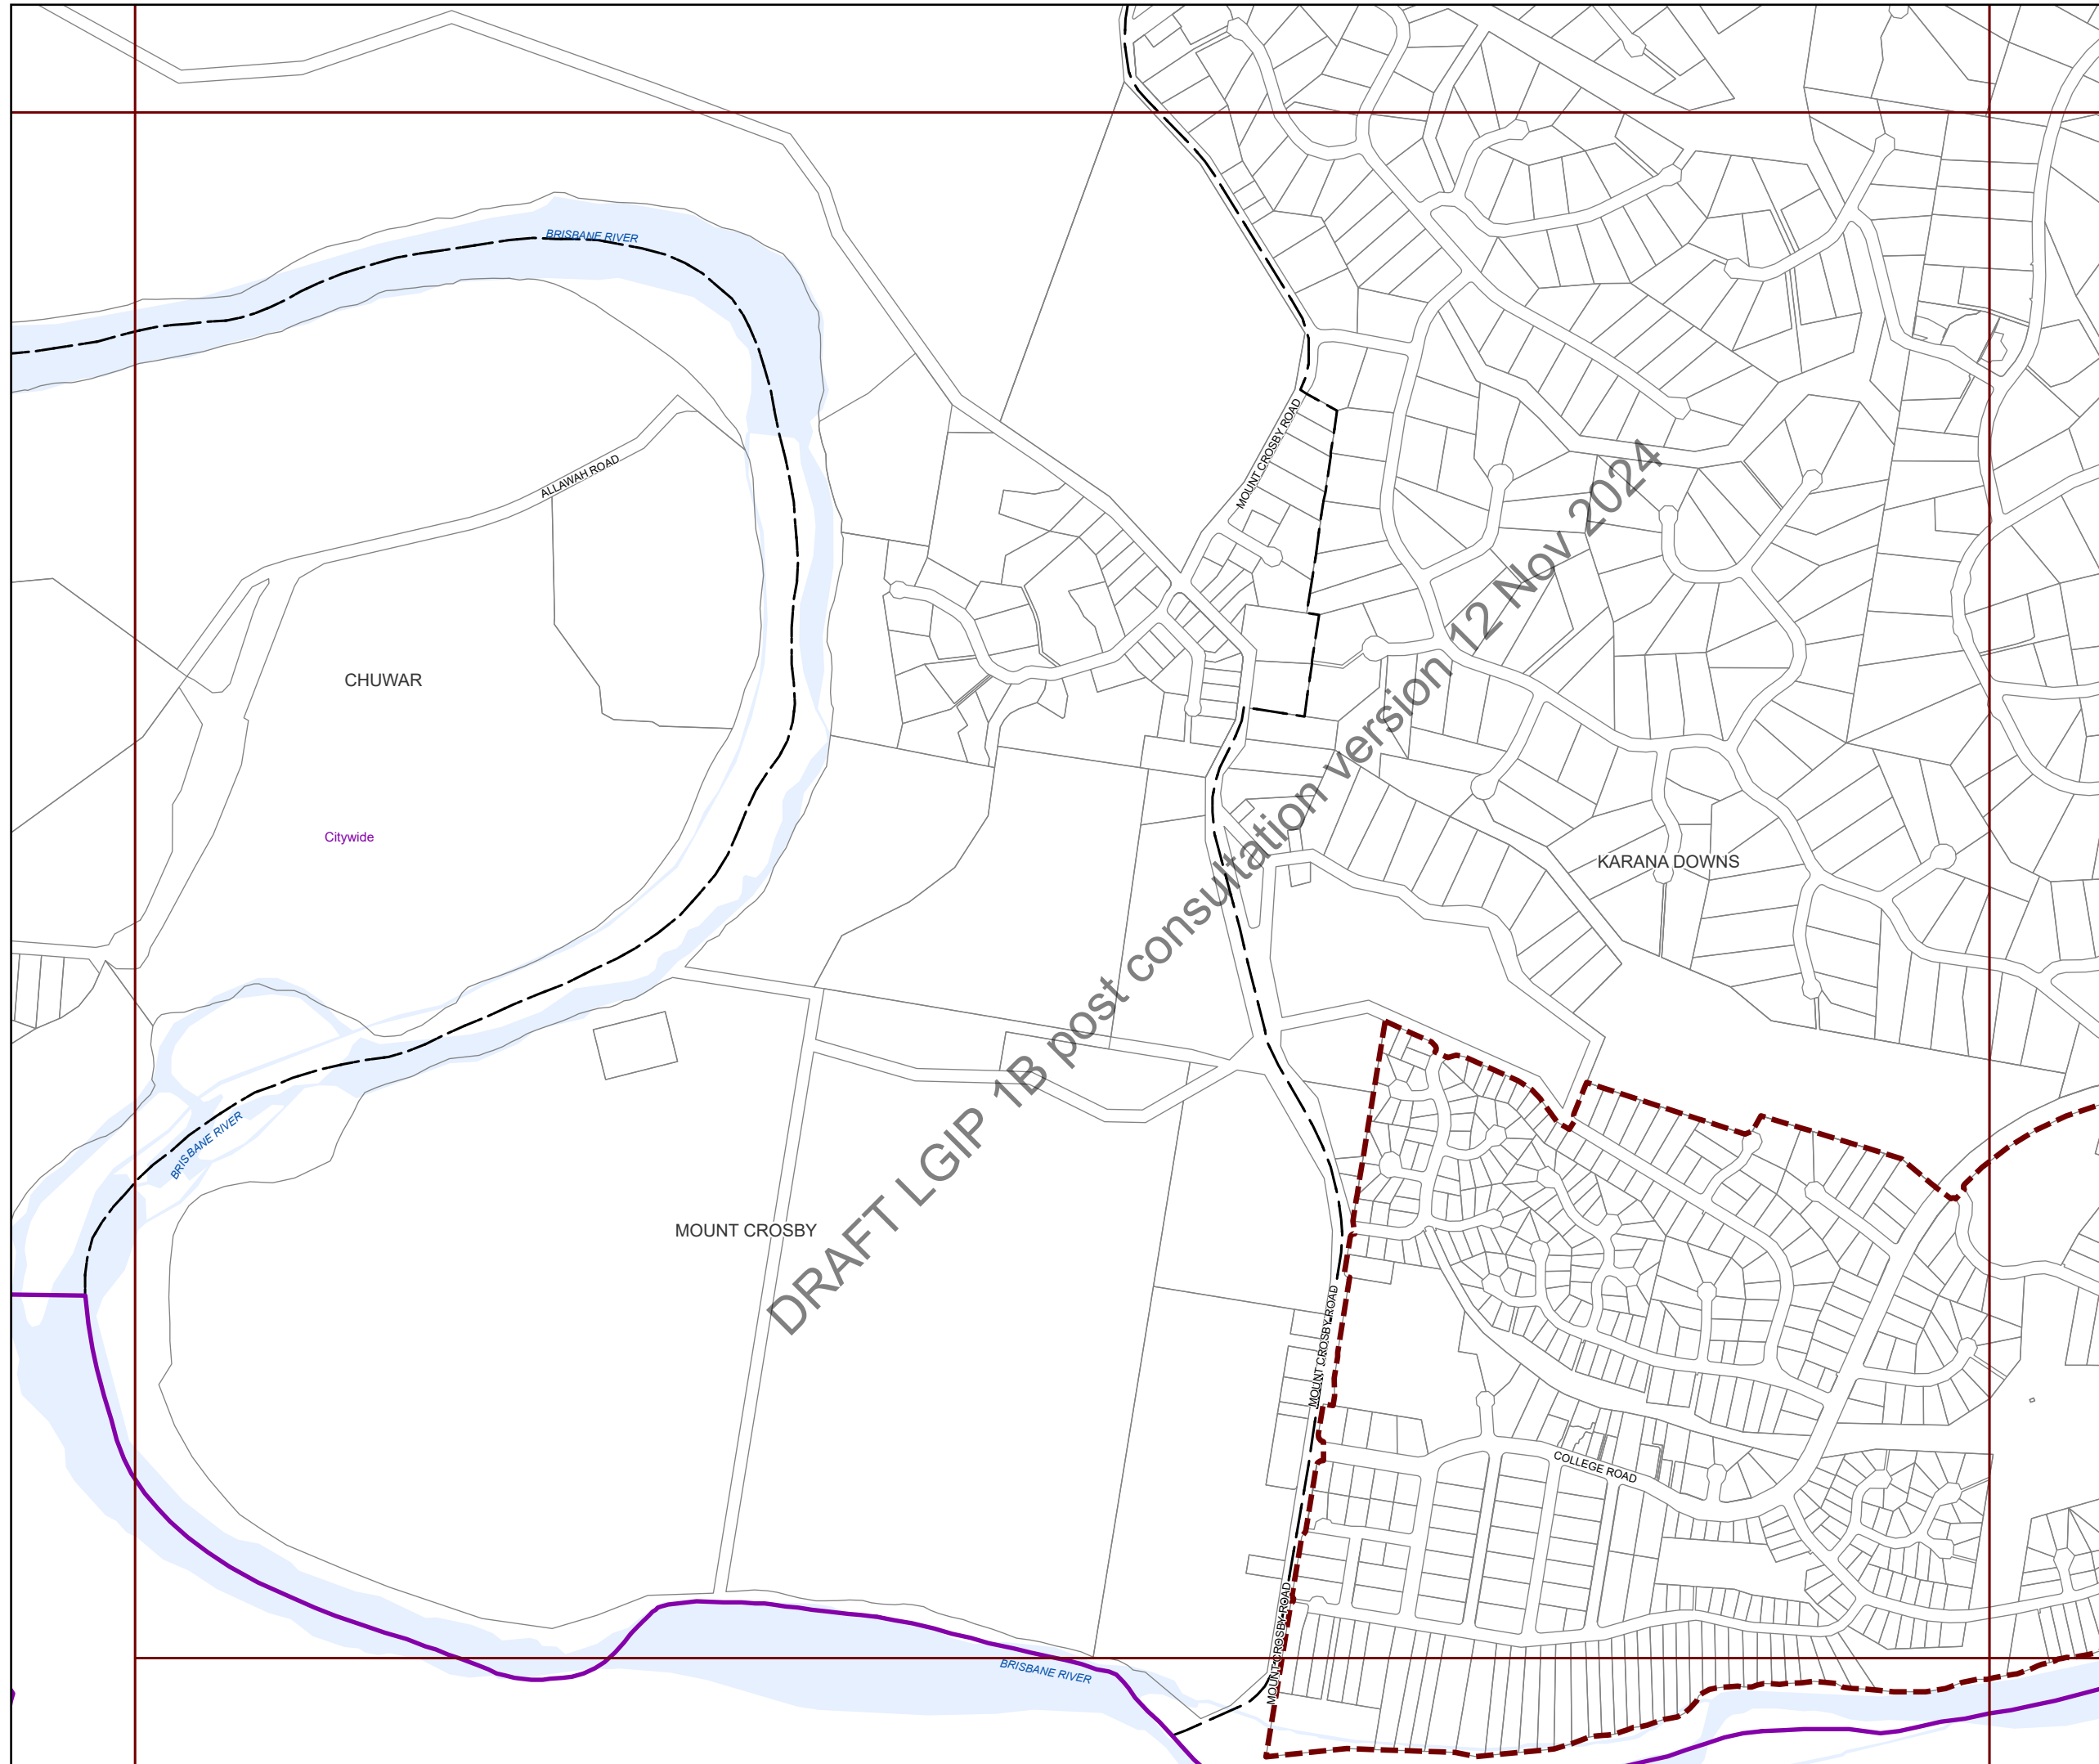 BRISBANE RIVER
MOUNT CROSBY ROAD
ALLAWAH ROAD
CHUWAR
Citywide
KARANA DOWNS
DRAFT LGIP 1B post consultation version 12 Nov 2024
BRISBANE RIVER
MOUNT CROSBY
MOUNT CROSBY ROAD
COLLEGE ROAD
MOUNT CROSBY ROAD
BRISBANE RIVER